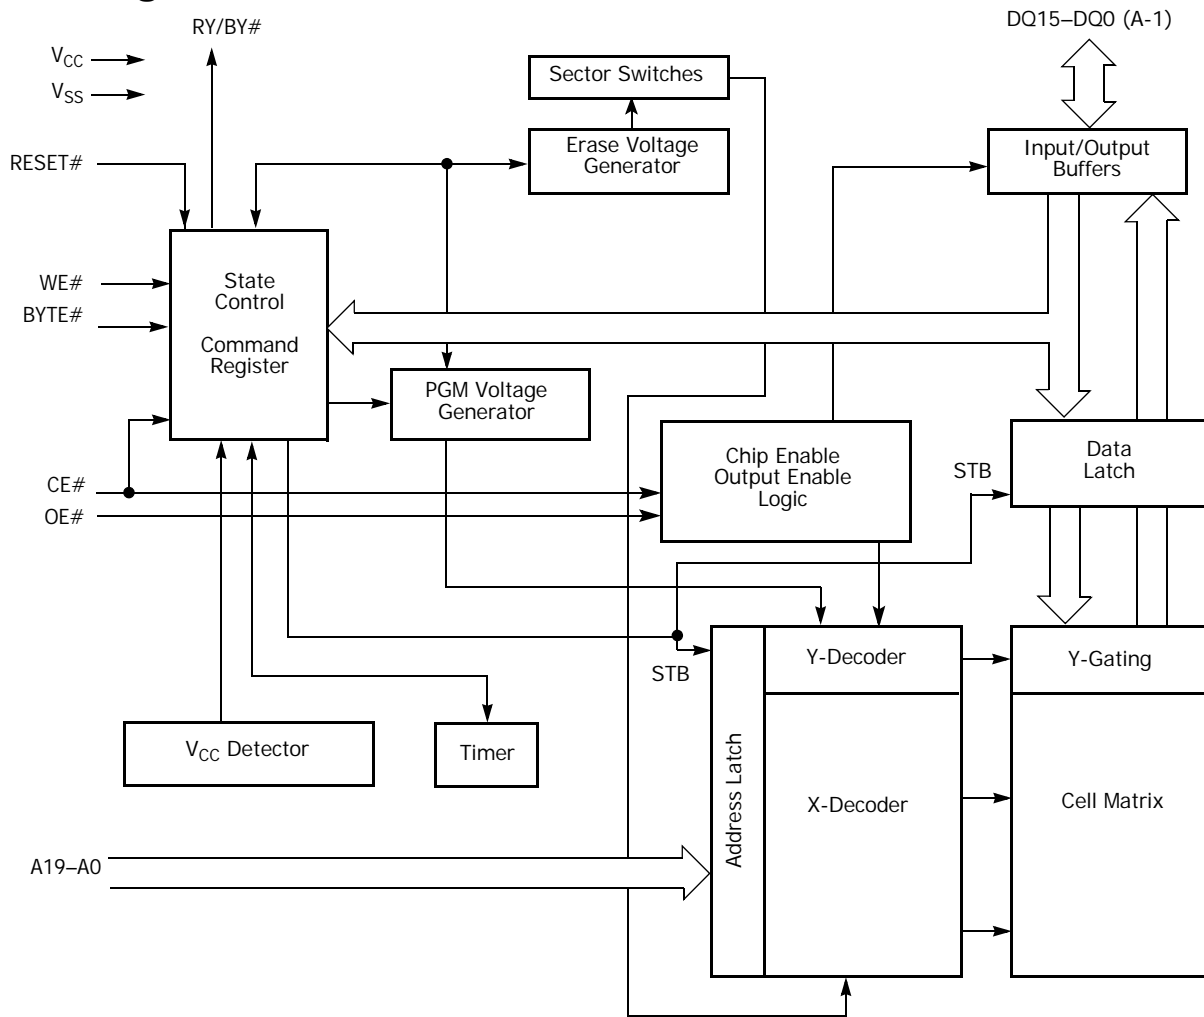 RY/BY#
DQ15–DQ0 (A-1)
VCC
VSS
Sector Switches
Erase Voltage
Generator
Input/Output
Buffers
RESET#
WE#
BYTE#
State
Control
Command
Register
PGM Voltage
Generator
Chip Enable
Output Enable
Logic
STB
Data
Latch
CE#
OE#
STB
Y-Decoder
Y-Gating
VCC Detector
Timer
Address Latch
X-Decoder
Cell Matrix
A19–A0